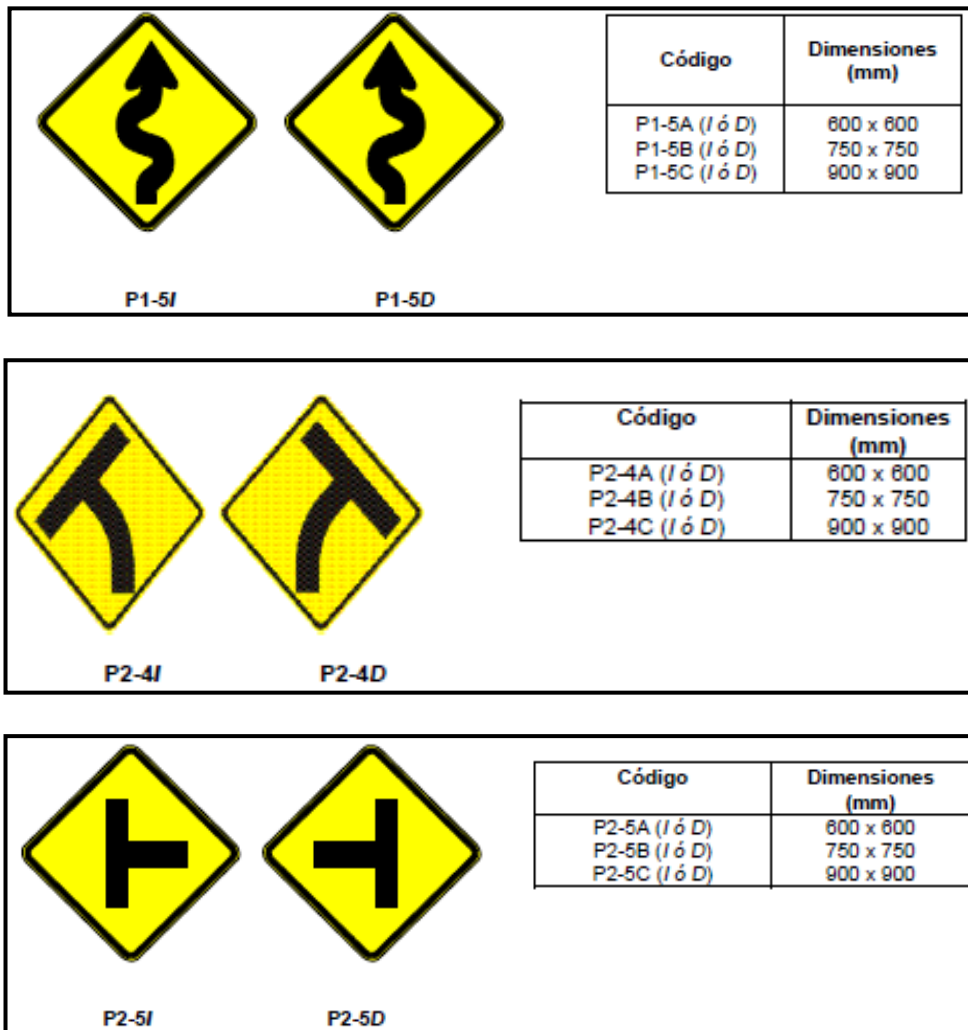 Código
Dimensiones
(mm)
P1-5A (I ó D)
600 x 600
P1-5B (I ó D)
750 x 750
P1-5C (I ó D)
900 x 900
P1-5I
P1-5D
Código
Dimensiones
(mm)
P2-4A (I ó D)
600 x 600
P2-4B (I ó D)
750 x 750
P2-4C (I ó D)
900 x 900
P2-4I
P2-4D
Código
Dimensiones
(mm)
P2-5A (I ó D)
600 x 600
P2-5B (I ó D)
750 x 750
P2-5C (I ó D)
900 x 900
P2-5I
P2-5D